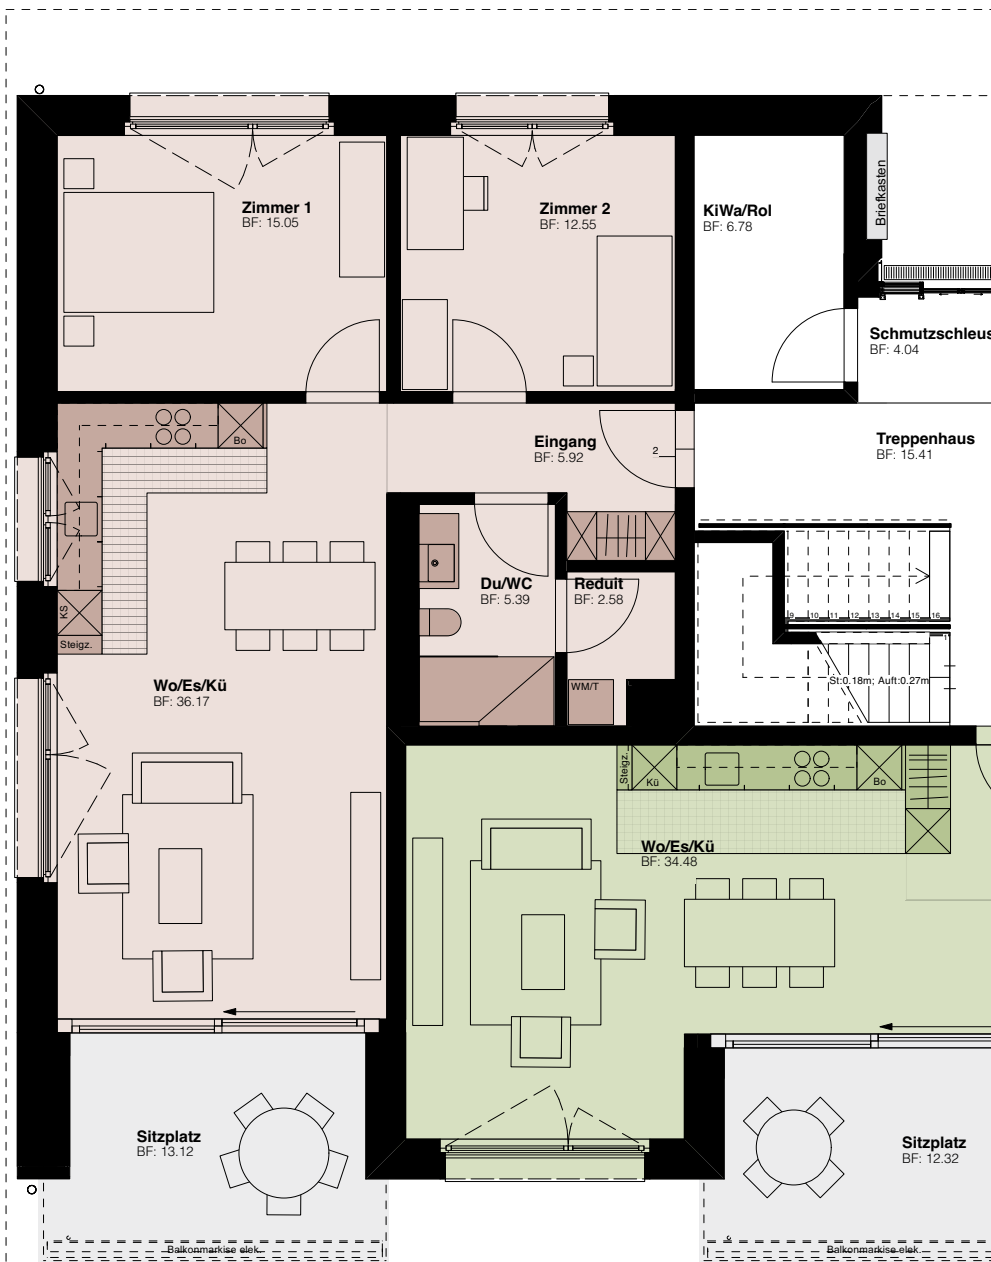 Briefkasten
Zimmer 1
BF: 15.05
Zimmer 2
BF: 12.55
KiWa/Rol
BF: 6.78
Schmutzschleus
BF: 4.04
Bo
Eingang
BF: 5.92
2
Treppenhaus
BF: 15.41
KS
Steigz.
Du/WC
BF: 5.39
Reduit
BF: 2.58
9 10 11 12 13 14 15 16
1
St:0.18m; Auft:0.27m
WM/T
Wo/Es/Kü
BF: 36.17
Steigz.
Kü
Bo
Wo/Es/Kü
BF: 34.48
Sitzplatz
BF: 13.12
Sitzplatz
BF: 12.32
Balkonmarkise elek.
Balkonmarkise elek.